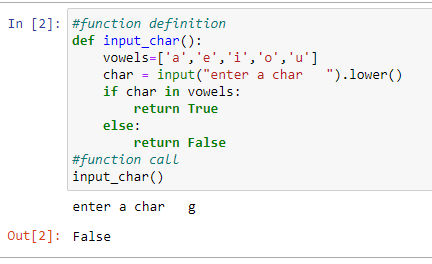 In [2]: #function definition
def input_char():
    vowels=['a','e','i','o','u']
    char = input("enter a char   ").lower()
    if char in vowels:
        return True
    else:
        return False
#function call
input_char()
enter a char   g
Out[2]: False